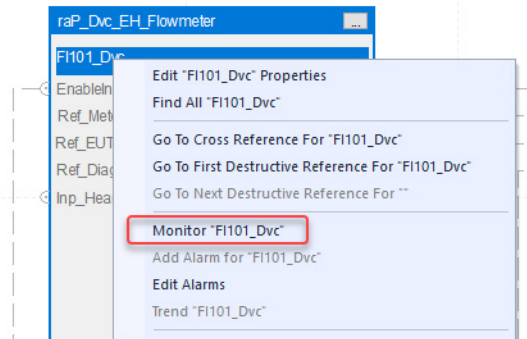 raP_Dvc_EH_Flowmeter
...
FI101_Dvc
EnableIn
Ref_Met
Ref_EUT
Ref_Diag
Inp_Hea
Edit "FI101_Dvc" Properties
Find All "FI101_Dvc"
Go To Cross Reference For "FI101_Dvc"
Go To First Destructive Reference For "FI101_Dvc"
Go To Next Destructive Reference For ""
Monitor "FI101_Dvc"
Add Alarm for "FI101_Dvc"
Edit Alarms
Trend "FI101_Dvc"